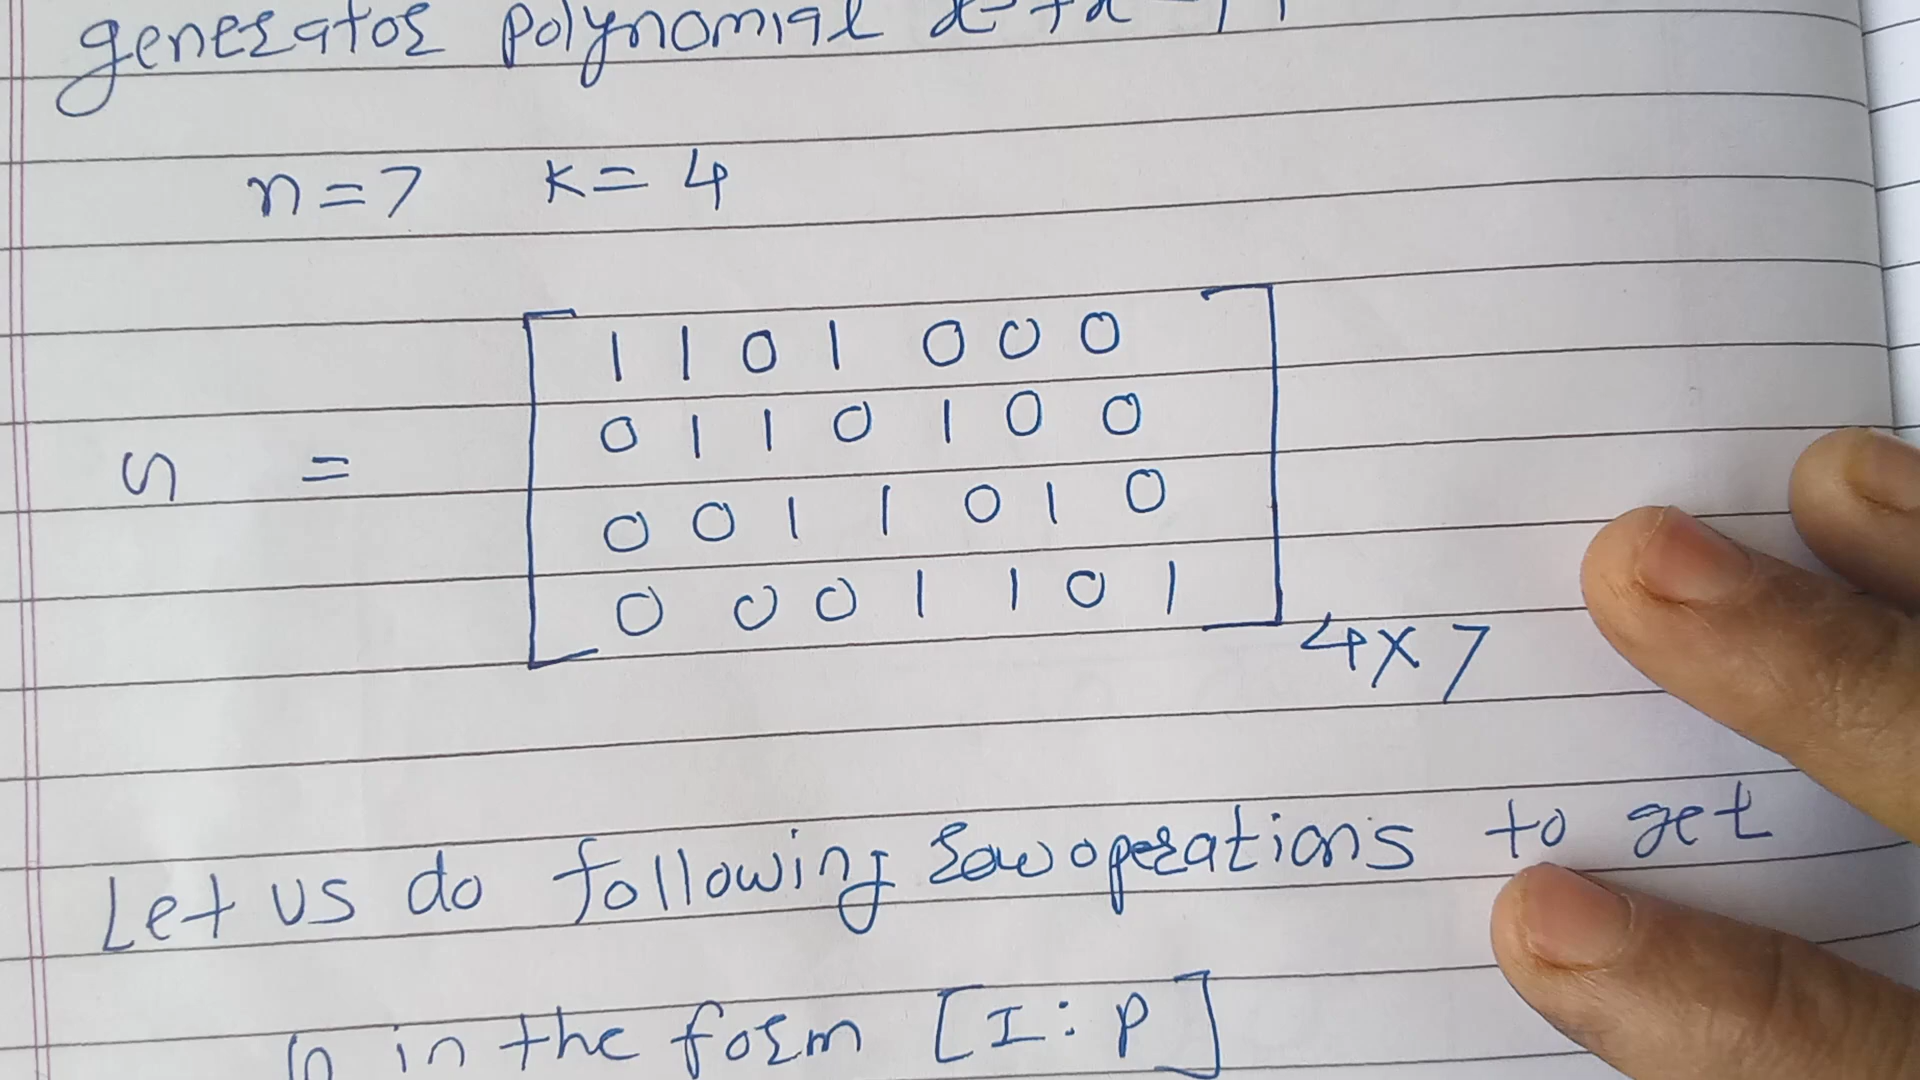 generator polynomial
n=7 K=4
G =
1 1 0 1 0 0 0
0 1 1 0 1 0 0
0 0 1 1 0 1 0
0 0 0 1 1 0 1
4×7
Let us do following row operations to get
G in the form [I:P]